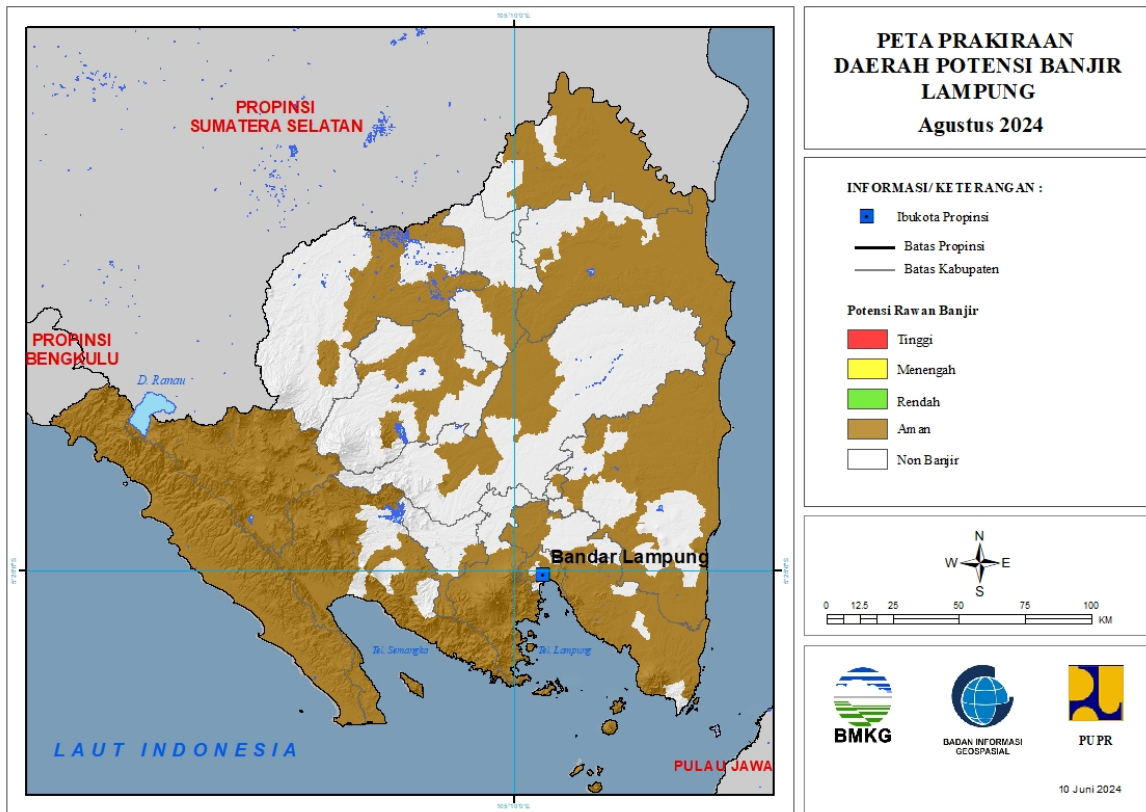 PETA PRAKIRAAN
DAERAH POTENSI BANJIR
LAMPUNG
Agustus 2024
INFORMASI/ KETERANGAN :
Ibukota Propinsi
Batas Propinsi
Batas Kabupaten
Potensi Rawan Banjir
Tinggi
Menengah
Rendah
Aman
Non Banjir
N
W
E
S
0 12.5 25 50 75 100
KM
BMKG
BADAN INFORMASI
GEOSPASIAL
PUPR
10 Juni 2024
PROPINSI
SUMATERA SELATAN
PROPINSI
BENGKULU
D. Ranau
Bandar Lampung
Tel. Semangka
Tel. Lampung
LAUT INDONESIA
PULAU JAWA